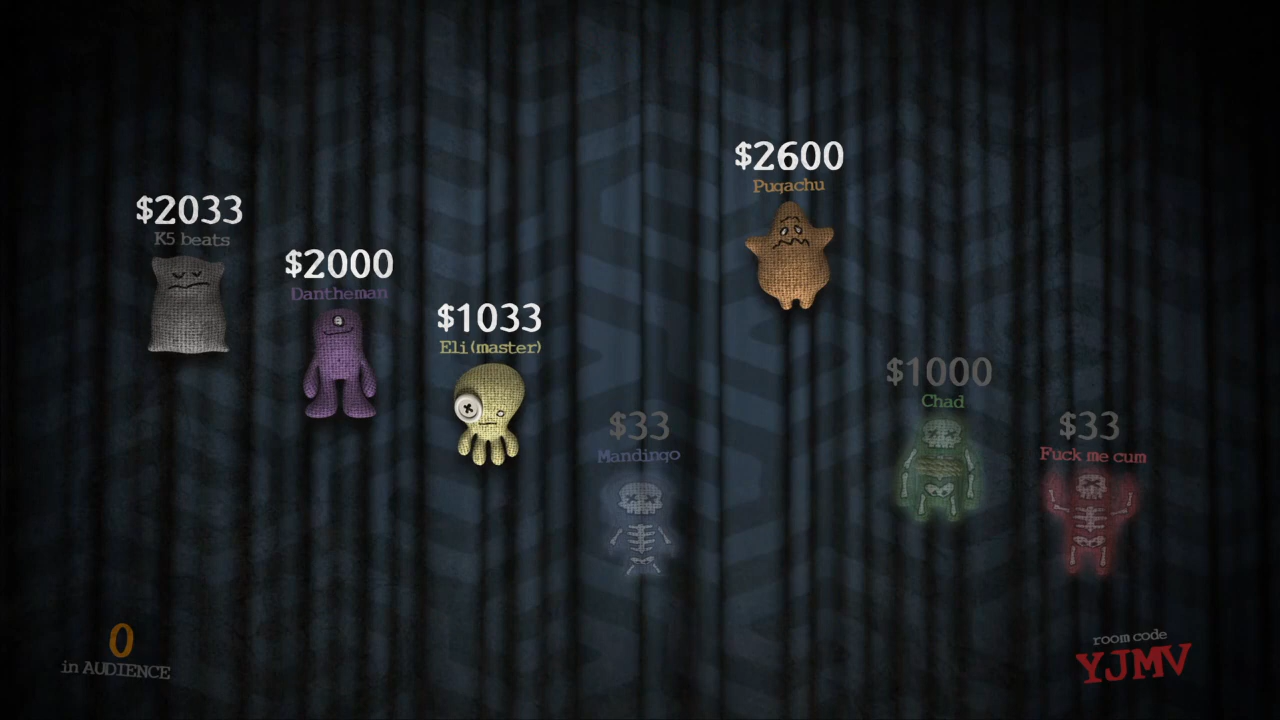 $2600
Pugachu
$2033
K5 beats
$2000
Dantheman
$1033
Eli(master)
$1000
Chad
$33
Mandingo
$33
Fuck me cum
0
in AUDIENCE
room code
YJMV